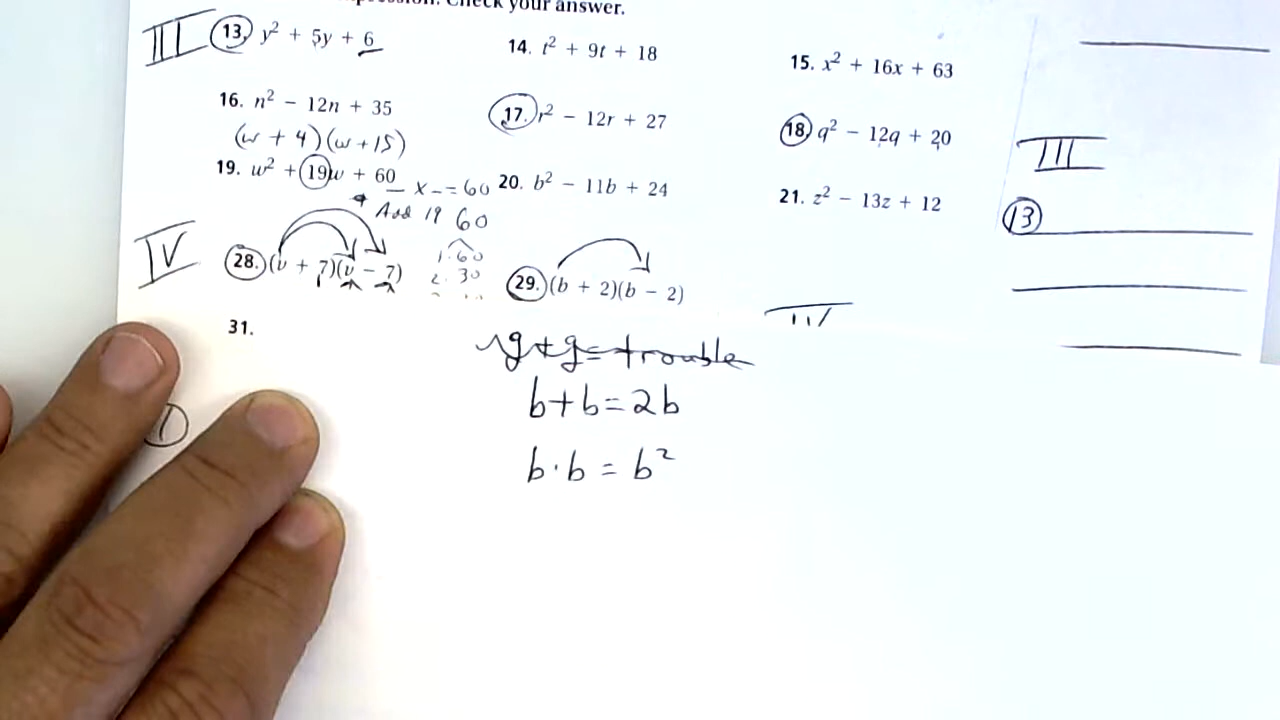 Check your answer.
III 13. y² + 5y + 6
14. t² + 9t + 18
15. x² + 16x + 63
16. n² − 12n + 35
17. r² − 12r + 27
18. q² − 12q + 20
(w + 4)(w + 15)
19. w² + 19w + 60
_ x _ = 60
Add 19
20. b² − 11b + 24
21. z² − 13z + 12
60
1·60
2·30
IV 28. (v + 7)(v − 7)
29. (b + 2)(b − 2)
31.
g+g=trouble
b+b=2b
b·b = b²
1
III
13